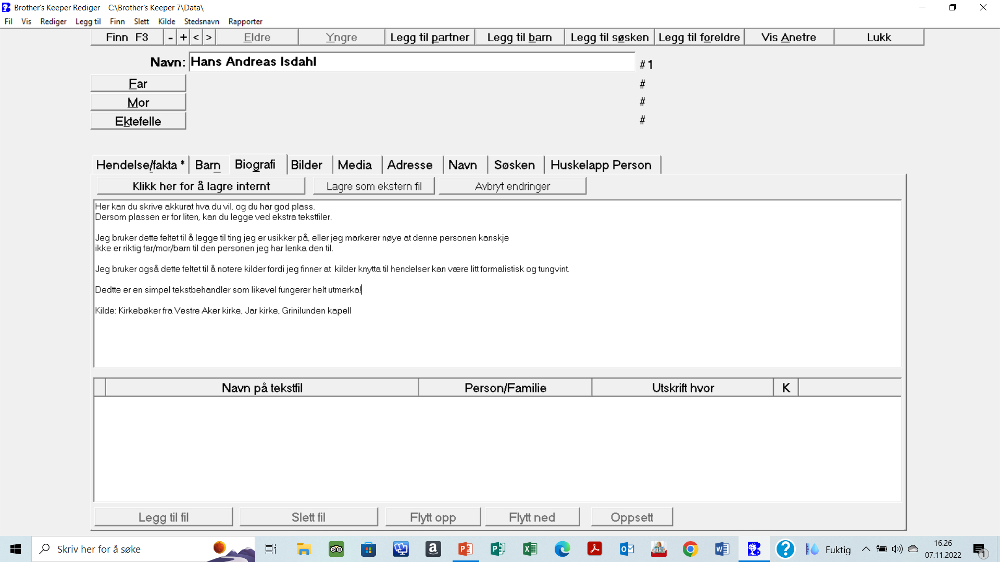 Brother's Keeper Rediger C:\Brother's Keeper 7\Data\
Fil Vis Rediger Legg til Finn Slett Kilde Stedsnavn Rapporter
Finn F3 - + < > Eldre Yngre Legg til partner Legg til barn Legg til søsken Legg til foreldre Vis Anetre Lukk
Navn: Hans Andreas Isdahl # 1
Far #
Mor #
Ektefelle #
Hendelse/fakta * Barn Biografi Bilder Media Adresse Navn Søsken Huskelapp Person
Klikk her for å lagre internt Lagre som ekstern fil Avbryt endringer
Her kan du skrive akkurat hva du vil, og du har god plass.
Dersom plassen er for liten, kan du legge ved ekstra tekstfiler.
Jeg bruker dette feltet til å legge til ting jeg er usikker på, eller jeg markerer nøye at denne personen kanskje
ikke er riktig far/mor/barn til den personen jeg har lenka den til.
Jeg bruker også dette feltet til å notere kilder fordi jeg finner at kilder knytta til hendelser kan være litt formalistisk og tungvint.
Dedtte er en simpel tekstbehandler som likevel fungerer helt utmerka!
Kilde: Kirkebøker fra Vestre Aker kirke, Jar kirke, Grinilunden kapell
Navn på tekstfil Person/Familie Utskrift hvor K
Legg til fil Slett fil Flytt opp Flytt ned Oppsett
Skriv her for å søke Fuktig 16.26
07.11.2022 1